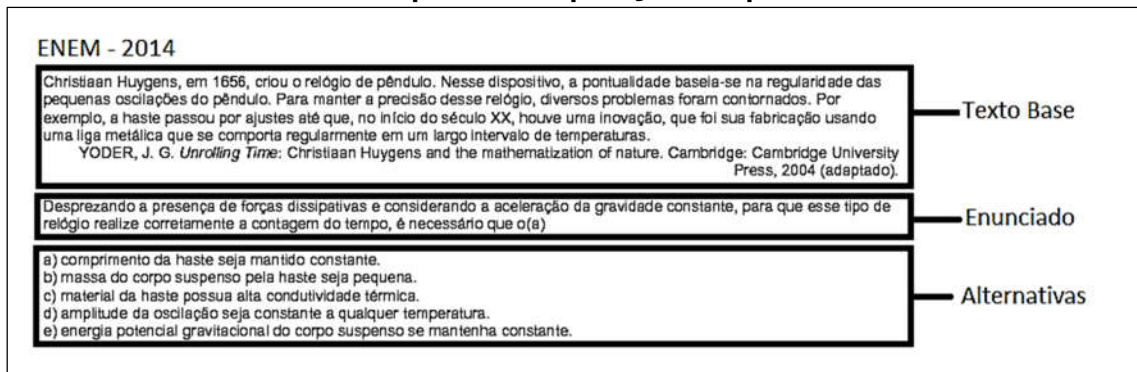 ENEM - 2014
Christiaan Huygens, em 1656, criou o relógio de pêndulo. Nesse dispositivo, a pontualidade baseia-se na regularidade das
pequenas oscilações do pêndulo. Para manter a precisão desse relógio, diversos problemas foram contornados. Por
exemplo, a haste passou por ajustes até que, no início do século XX, houve uma inovação, que foi sua fabricação usando
uma liga metálica que se comporta regularmente em um largo intervalo de temperaturas.
YODER, J. G. Unrolling Time: Christiaan Huygens and the mathematization of nature. Cambridge: Cambridge University
Press, 2004 (adaptado).
Texto Base
Desprezando a presença de forças dissipativas e considerando a aceleração da gravidade constante, para que esse tipo de
relógio realize corretamente a contagem do tempo, é necessário que o(a)
Enunciado
a) comprimento da haste seja mantido constante.
b) massa do corpo suspenso pela haste seja pequena.
c) material da haste possua alta condutividade térmica.
d) amplitude da oscilação seja constante a qualquer temperatura.
e) energia potencial gravitacional do corpo suspenso se mantenha constante.
Alternativas